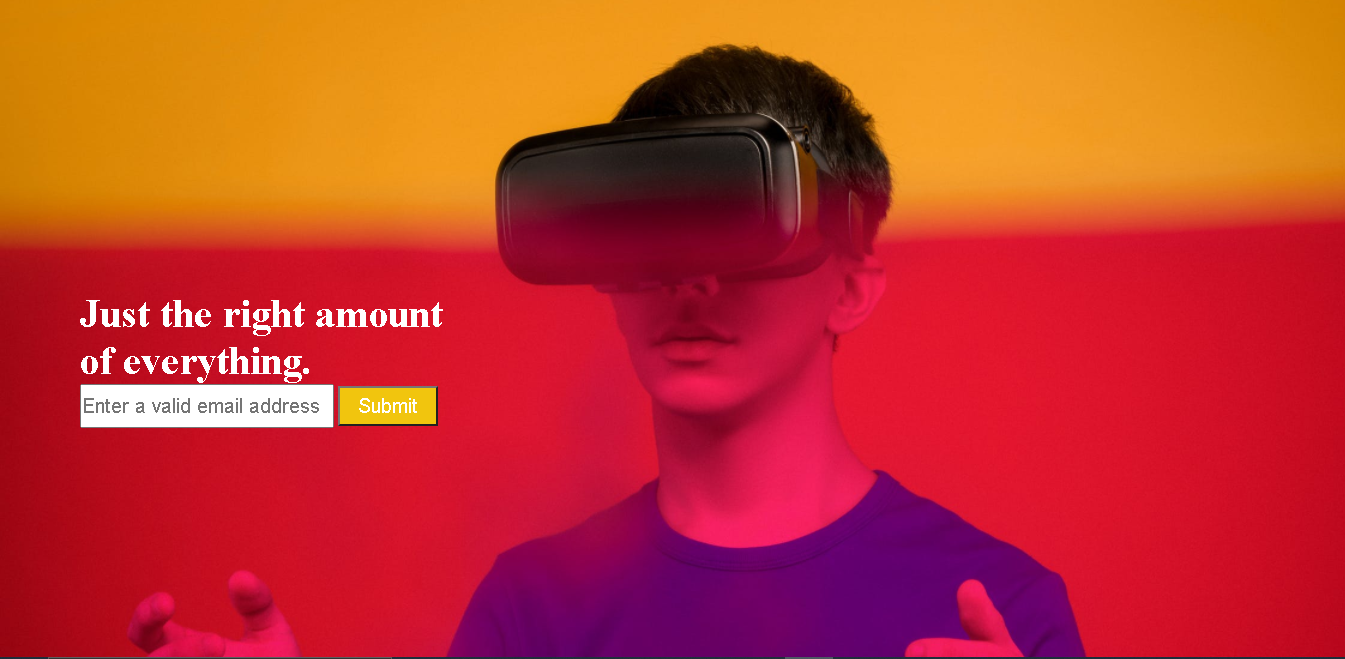 Just the right amount
of everything.
Enter a valid email address Submit